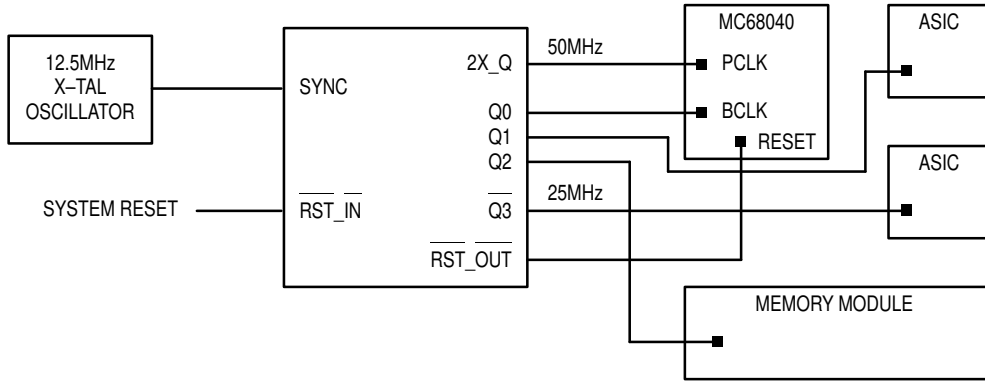 12.5MHz
X–TAL
OSCILLATOR
SYSTEM RESET
SYNC
RST_IN
2X_Q
Q0
Q1
Q2
Q3
RST_OUT
50MHz
25MHz
MC68040
PCLK
BCLK
RESET
ASIC
ASIC
MEMORY MODULE